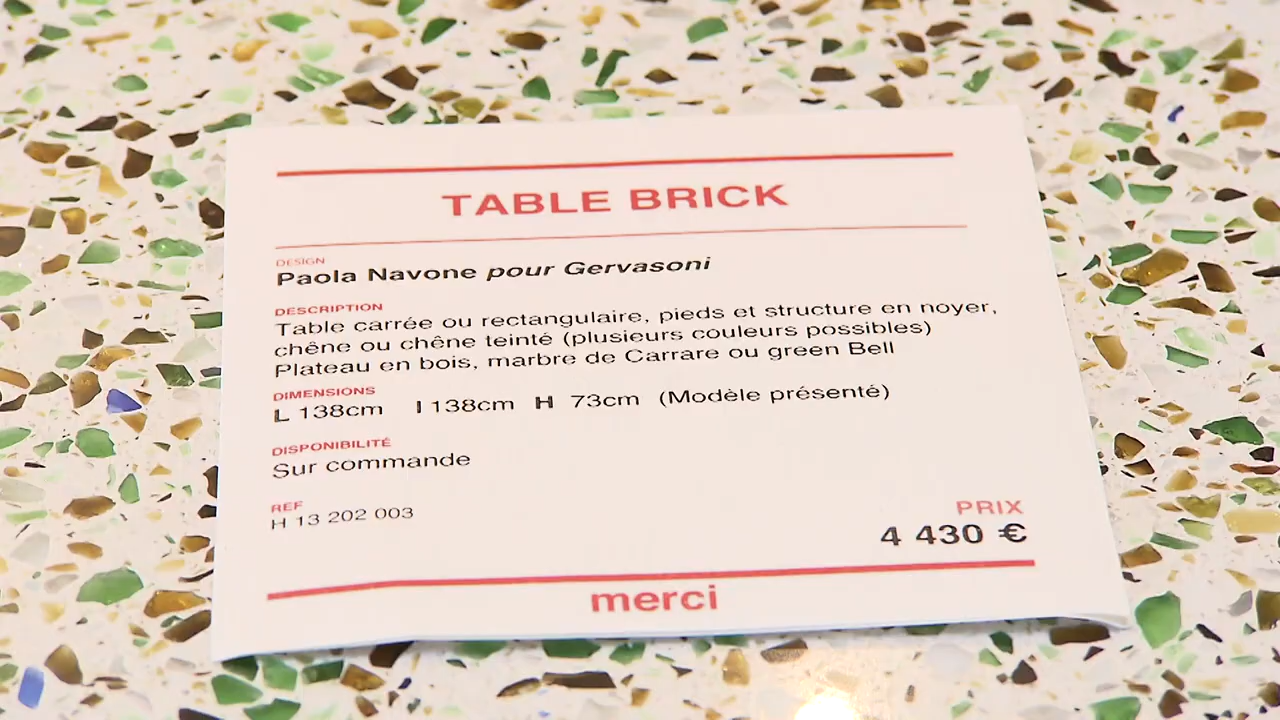 TABLE BRICK
DESIGN
Paola Navone pour Gervasoni
DESCRIPTION
Table carrée ou rectangulaire, pieds et structure en noyer,
chêne ou chêne teinté (plusieurs couleurs possibles)
Plateau en bois, marbre de Carrare ou green Bell
DIMENSIONS
L 138cm l 138cm H 73cm (Modèle présenté)
DISPONIBILITÉ
Sur commande
REF
H 13 202 003
PRIX
4 430 €
merci